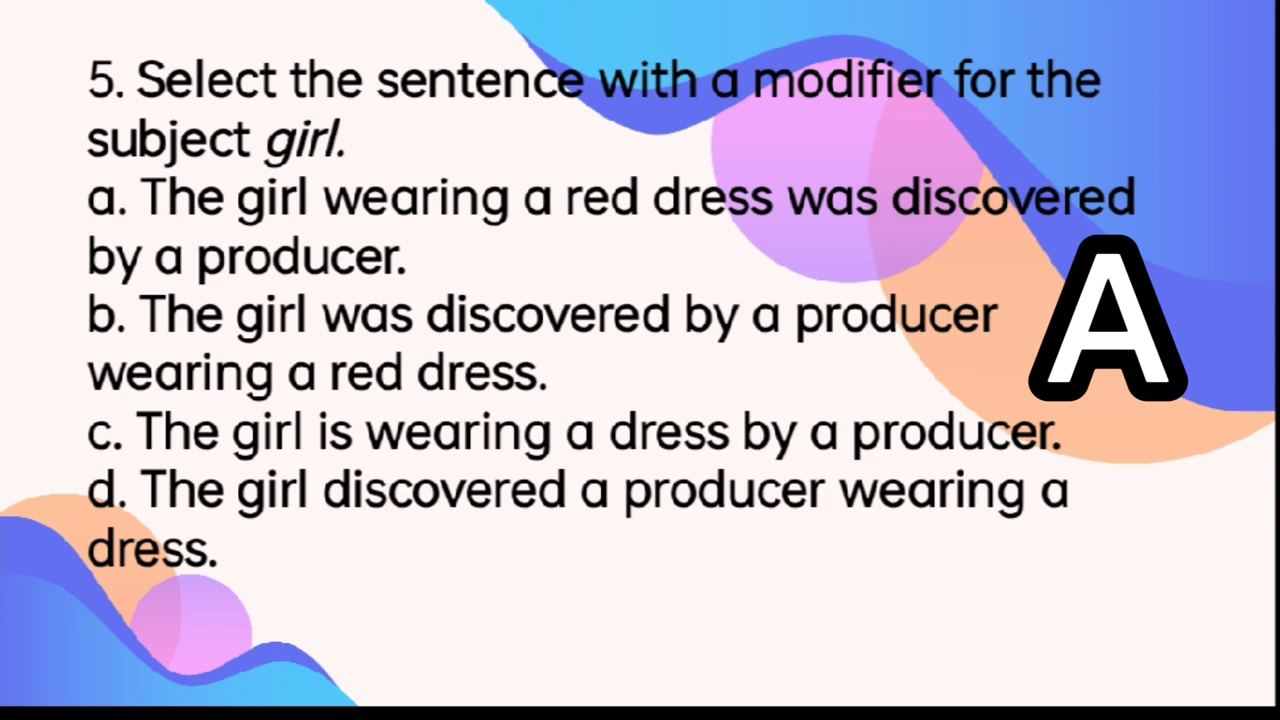 5. Select the sentence with a modifier for the
subject girl.
a. The girl wearing a red dress was discovered
by a producer.
b. The girl was discovered by a producer
wearing a red dress.
A
c. The girl is wearing a dress by a producer.
d. The girl discovered a producer wearing a
dress.